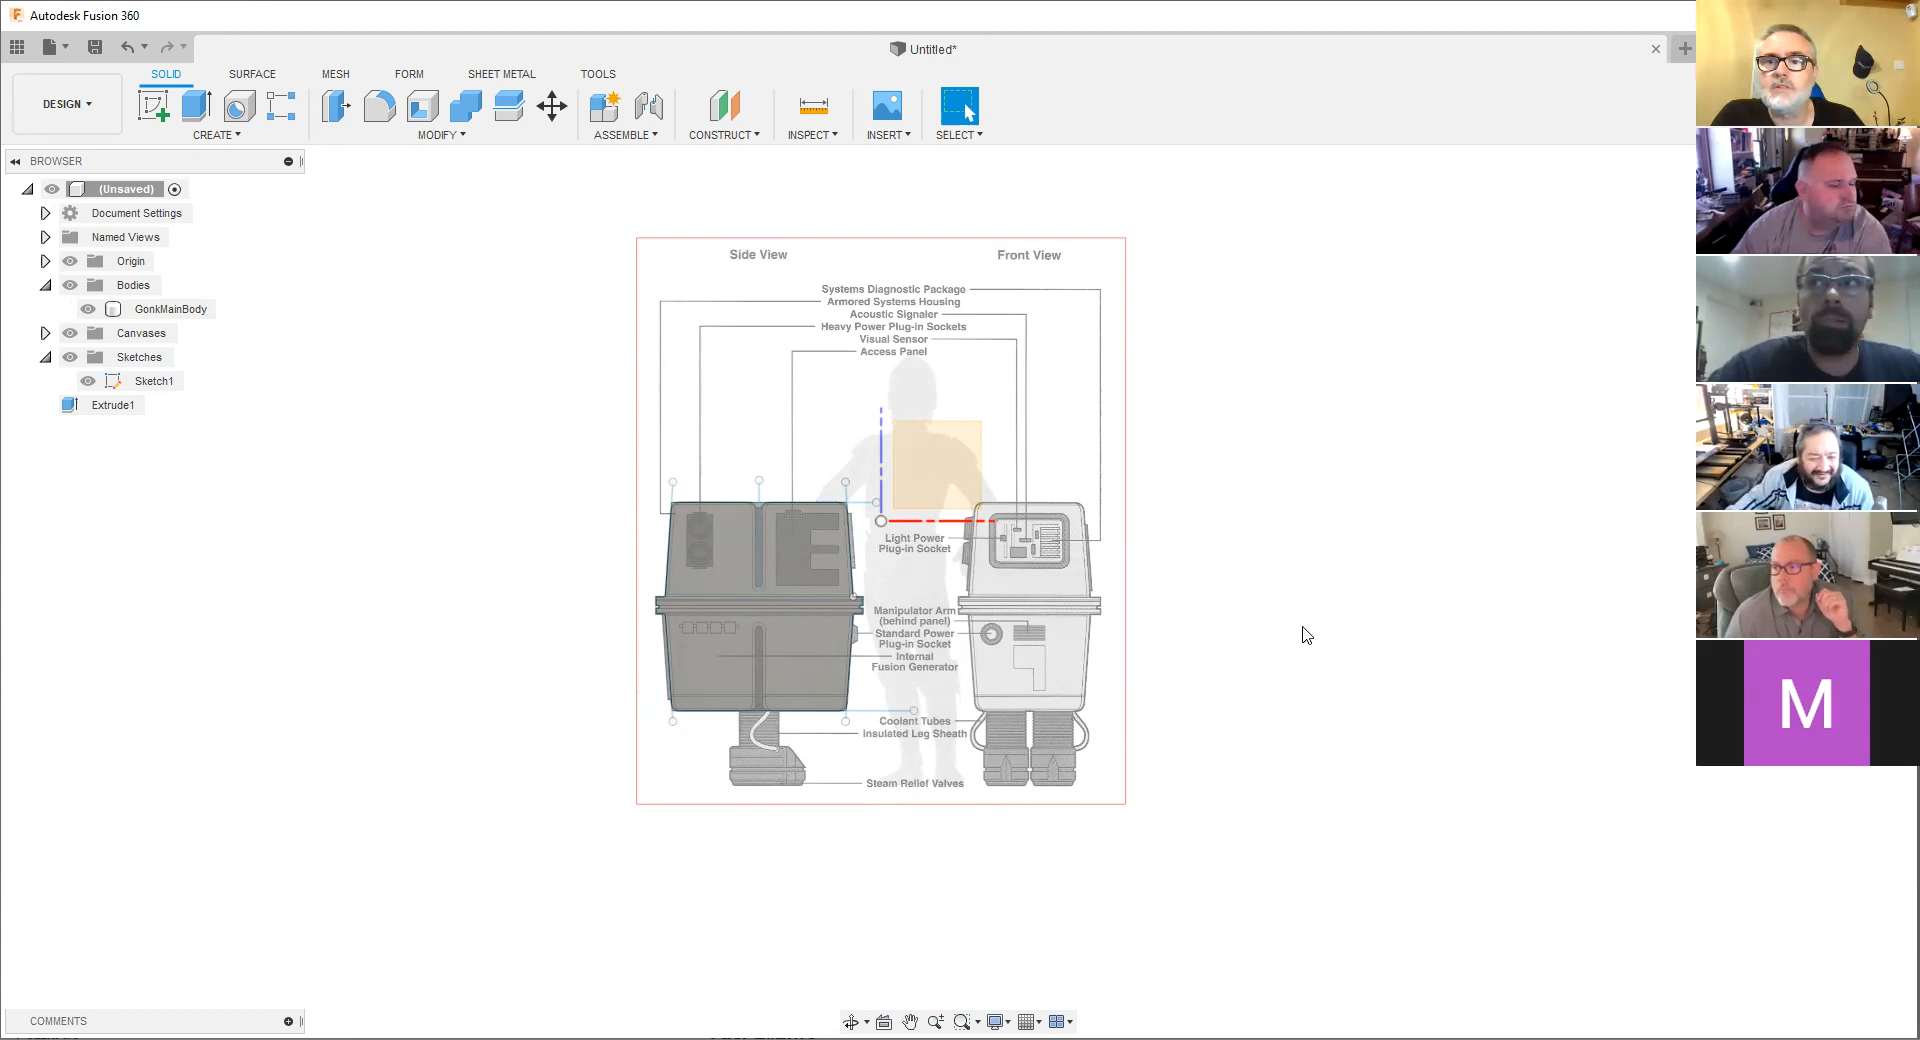 Autodesk Fusion 360
Untitled*
SOLID
SURFACE
MESH
FORM
SHEET METAL
TOOLS
DESIGN
CREATE
MODIFY
ASSEMBLE
CONSTRUCT
INSPECT
INSERT
SELECT
BROWSER
(Unsaved)
Document Settings
Named Views
Origin
Bodies
GonkMainBody
Canvases
Sketches
Sketch1
Extrude1
Side View
Front View
Systems Diagnostic Package
Armored Systems Housing
Acoustic Signaler
Heavy Power Plug-in Sockets
Visual Sensor
Access Panel
Light Power
Plug-in Socket
Manipulator Arm
(behind panel)
Standard Power
Plug-in Socket
Internal
Fusion Generator
Coolant Tubes
Insulated Leg Sheath
Steam Relief Valves
M
COMMENTS